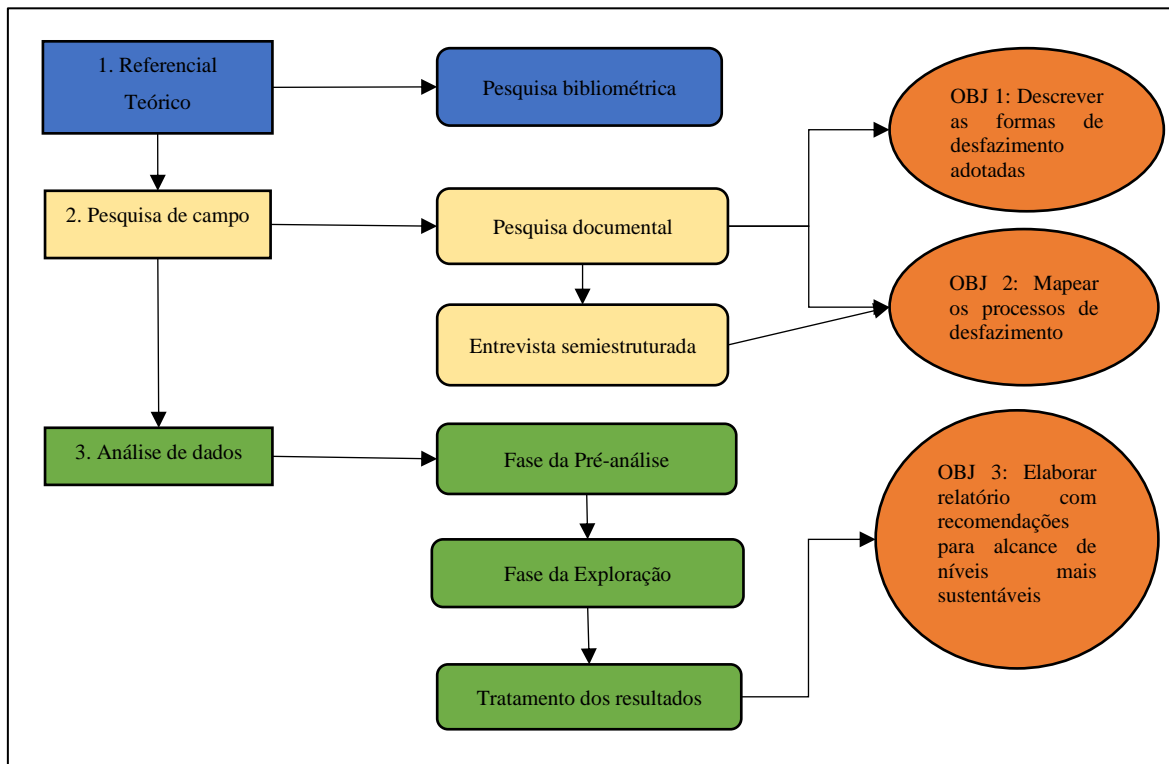 1. Referencial
Teórico
Pesquisa bibliométrica
OBJ 1: Descrever
as formas de
desfazimento
adotadas
2. Pesquisa de campo
Pesquisa documental
Entrevista semiestruturada
OBJ 2: Mapear
os processos de
desfazimento
3. Análise de dados
Fase da Pré-análise
Fase da Exploração
Tratamento dos resultados
OBJ 3: Elaborar
relatório com
recomendações
para alcance de
níveis mais
sustentáveis